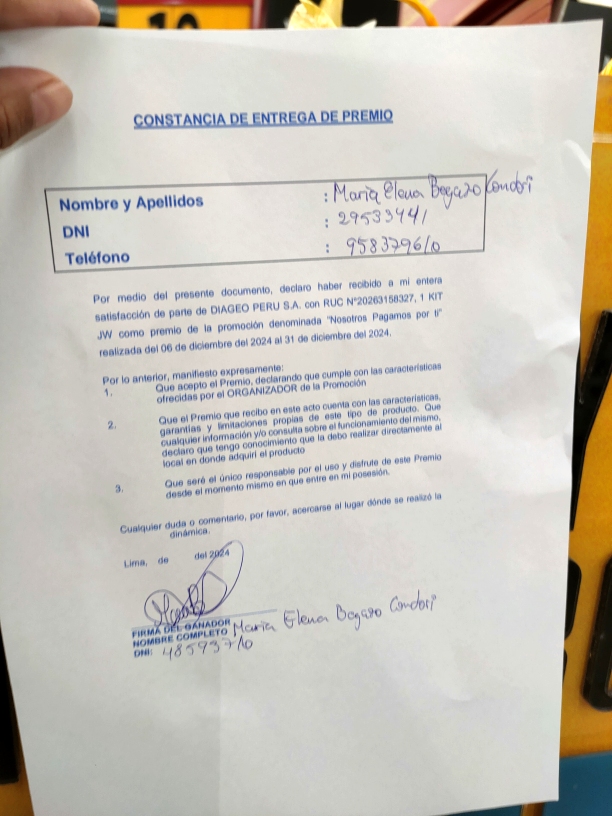 CONSTANCIA DE ENTREGA DE PREMIO
Nombre y Apellidos : Maria Elena Begazo Condori
DNI : 29533441
Teléfono : 958379610
Por medio del presente documento, declaro haber recibido a mi entera
satisfacción de parte de DIAGEO PERU S.A. con RUC N°20263158327, 1 KIT
JW como premio de la promoción denominada "Nosotros Pagamos por ti"
realizada del 06 de diciembre del 2024 al 31 de diciembre del 2024.
Por lo anterior, manifiesto expresamente:
1. Que acepto el Premio, declarando que cumple con las características
ofrecidas por el ORGANIZADOR de la Promoción
2. Que el Premio que recibo en este acto cuenta con las características,
garantías y limitaciones propias de este tipo de producto. Que
cualquier información y/o consulta sobre el funcionamiento del mismo,
declaro que tengo conocimiento que la debo realizar directamente al
local en donde adquirí el producto
3. Que seré el único responsable por el uso y disfrute de este Premio
desde el momento mismo en que entre en mi posesión.
Cualquier duda o comentario, por favor, acercarse al lugar dónde se realizó la
dinámica.
Lima, de del 2024
FIRMA DEL GANADOR
NOMBRE COMPLETO Maria Elena Begazo Condori
DNI: 48593710